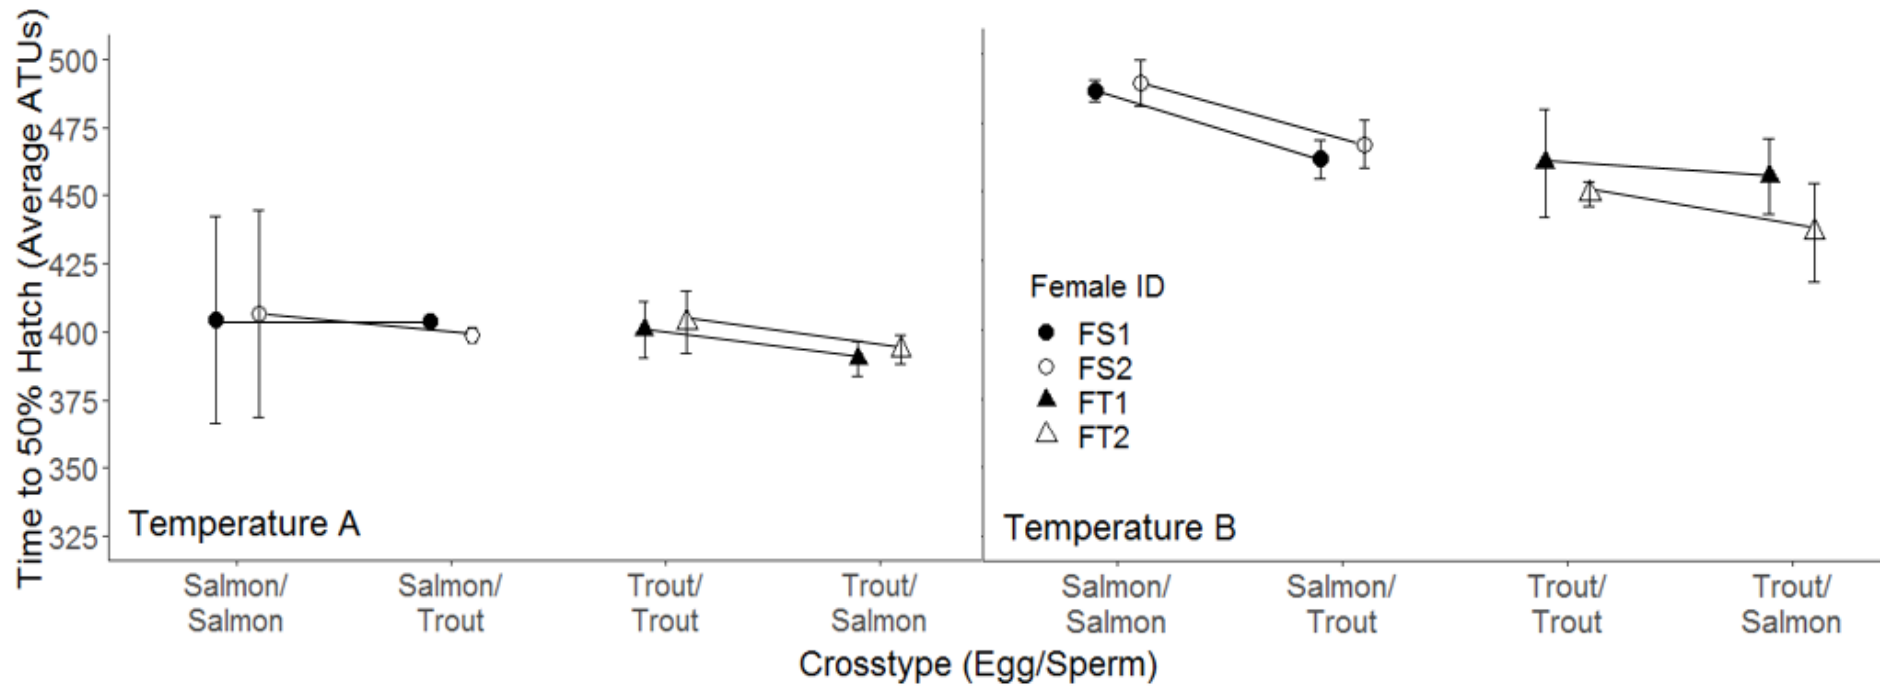 Time to 50% Hatch (Average ATUs)
500
475
450
425
400
375
350
325
Temperature A
Female ID
FS1
FS2
FT1
FT2
Temperature B
Salmon/
Salmon
Salmon/
Trout
Trout/
Trout
Trout/
Salmon
Salmon/
Salmon
Salmon/
Trout
Trout/
Trout
Trout/
Salmon
Crosstype (Egg/Sperm)